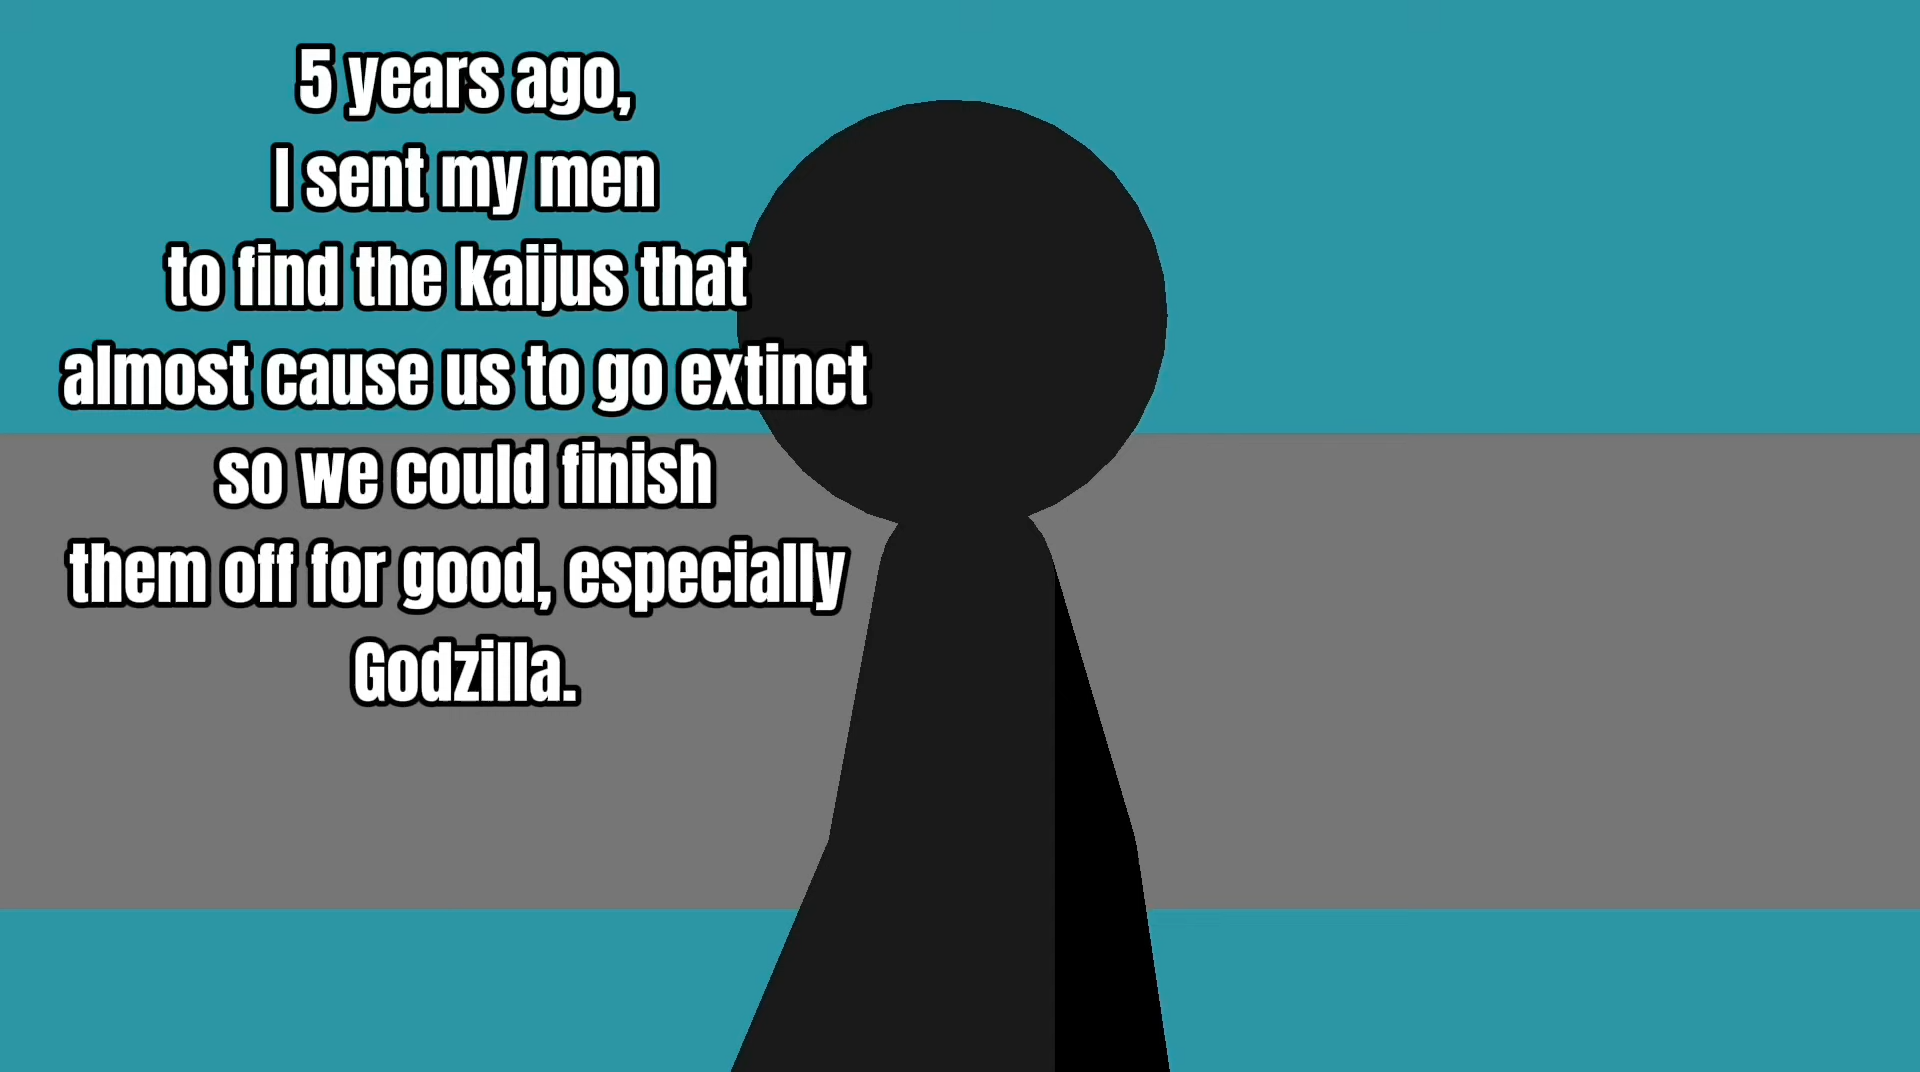 5 years ago,
I sent my men
to find the kaijus that
almost cause us to go extinct
so we could finish
them off for good, especially
Godzilla.